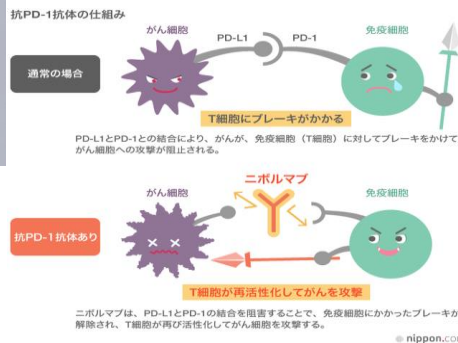 抗PD-1抗体の仕組み
がん細胞
免疫細胞
PD-L1
PD-1
通常の場合
T細胞にブレーキがかかる
PD-L1とPD-1との結合により、がんが、免疫細胞（T細胞）に対してブレーキをかけて
がん細胞への攻撃が阻止される。
ニボルマブ
がん細胞
免疫細胞
抗PD-1抗体あり
T細胞が再活性化してがんを攻撃
ニボルマブは、PD-L1とPD-1の結合を阻害することで、免疫細胞にかかったブレーキが
解除され、T細胞が再び活性化してがん細胞を攻撃する。
nippon.com